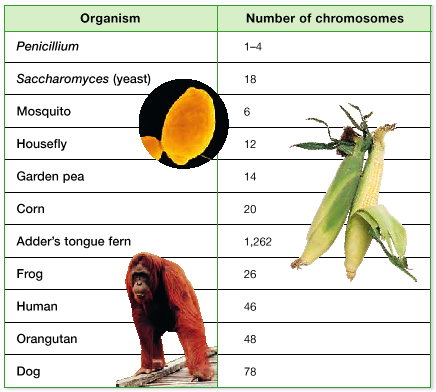 Organism Number of chromosomes
Penicillium 1–4
Saccharomyces (yeast) 18
Mosquito 6
Housefly 12
Garden pea 14
Corn 20
Adder's tongue fern 1,262
Frog 26
Human 46
Orangutan 48
Dog 78